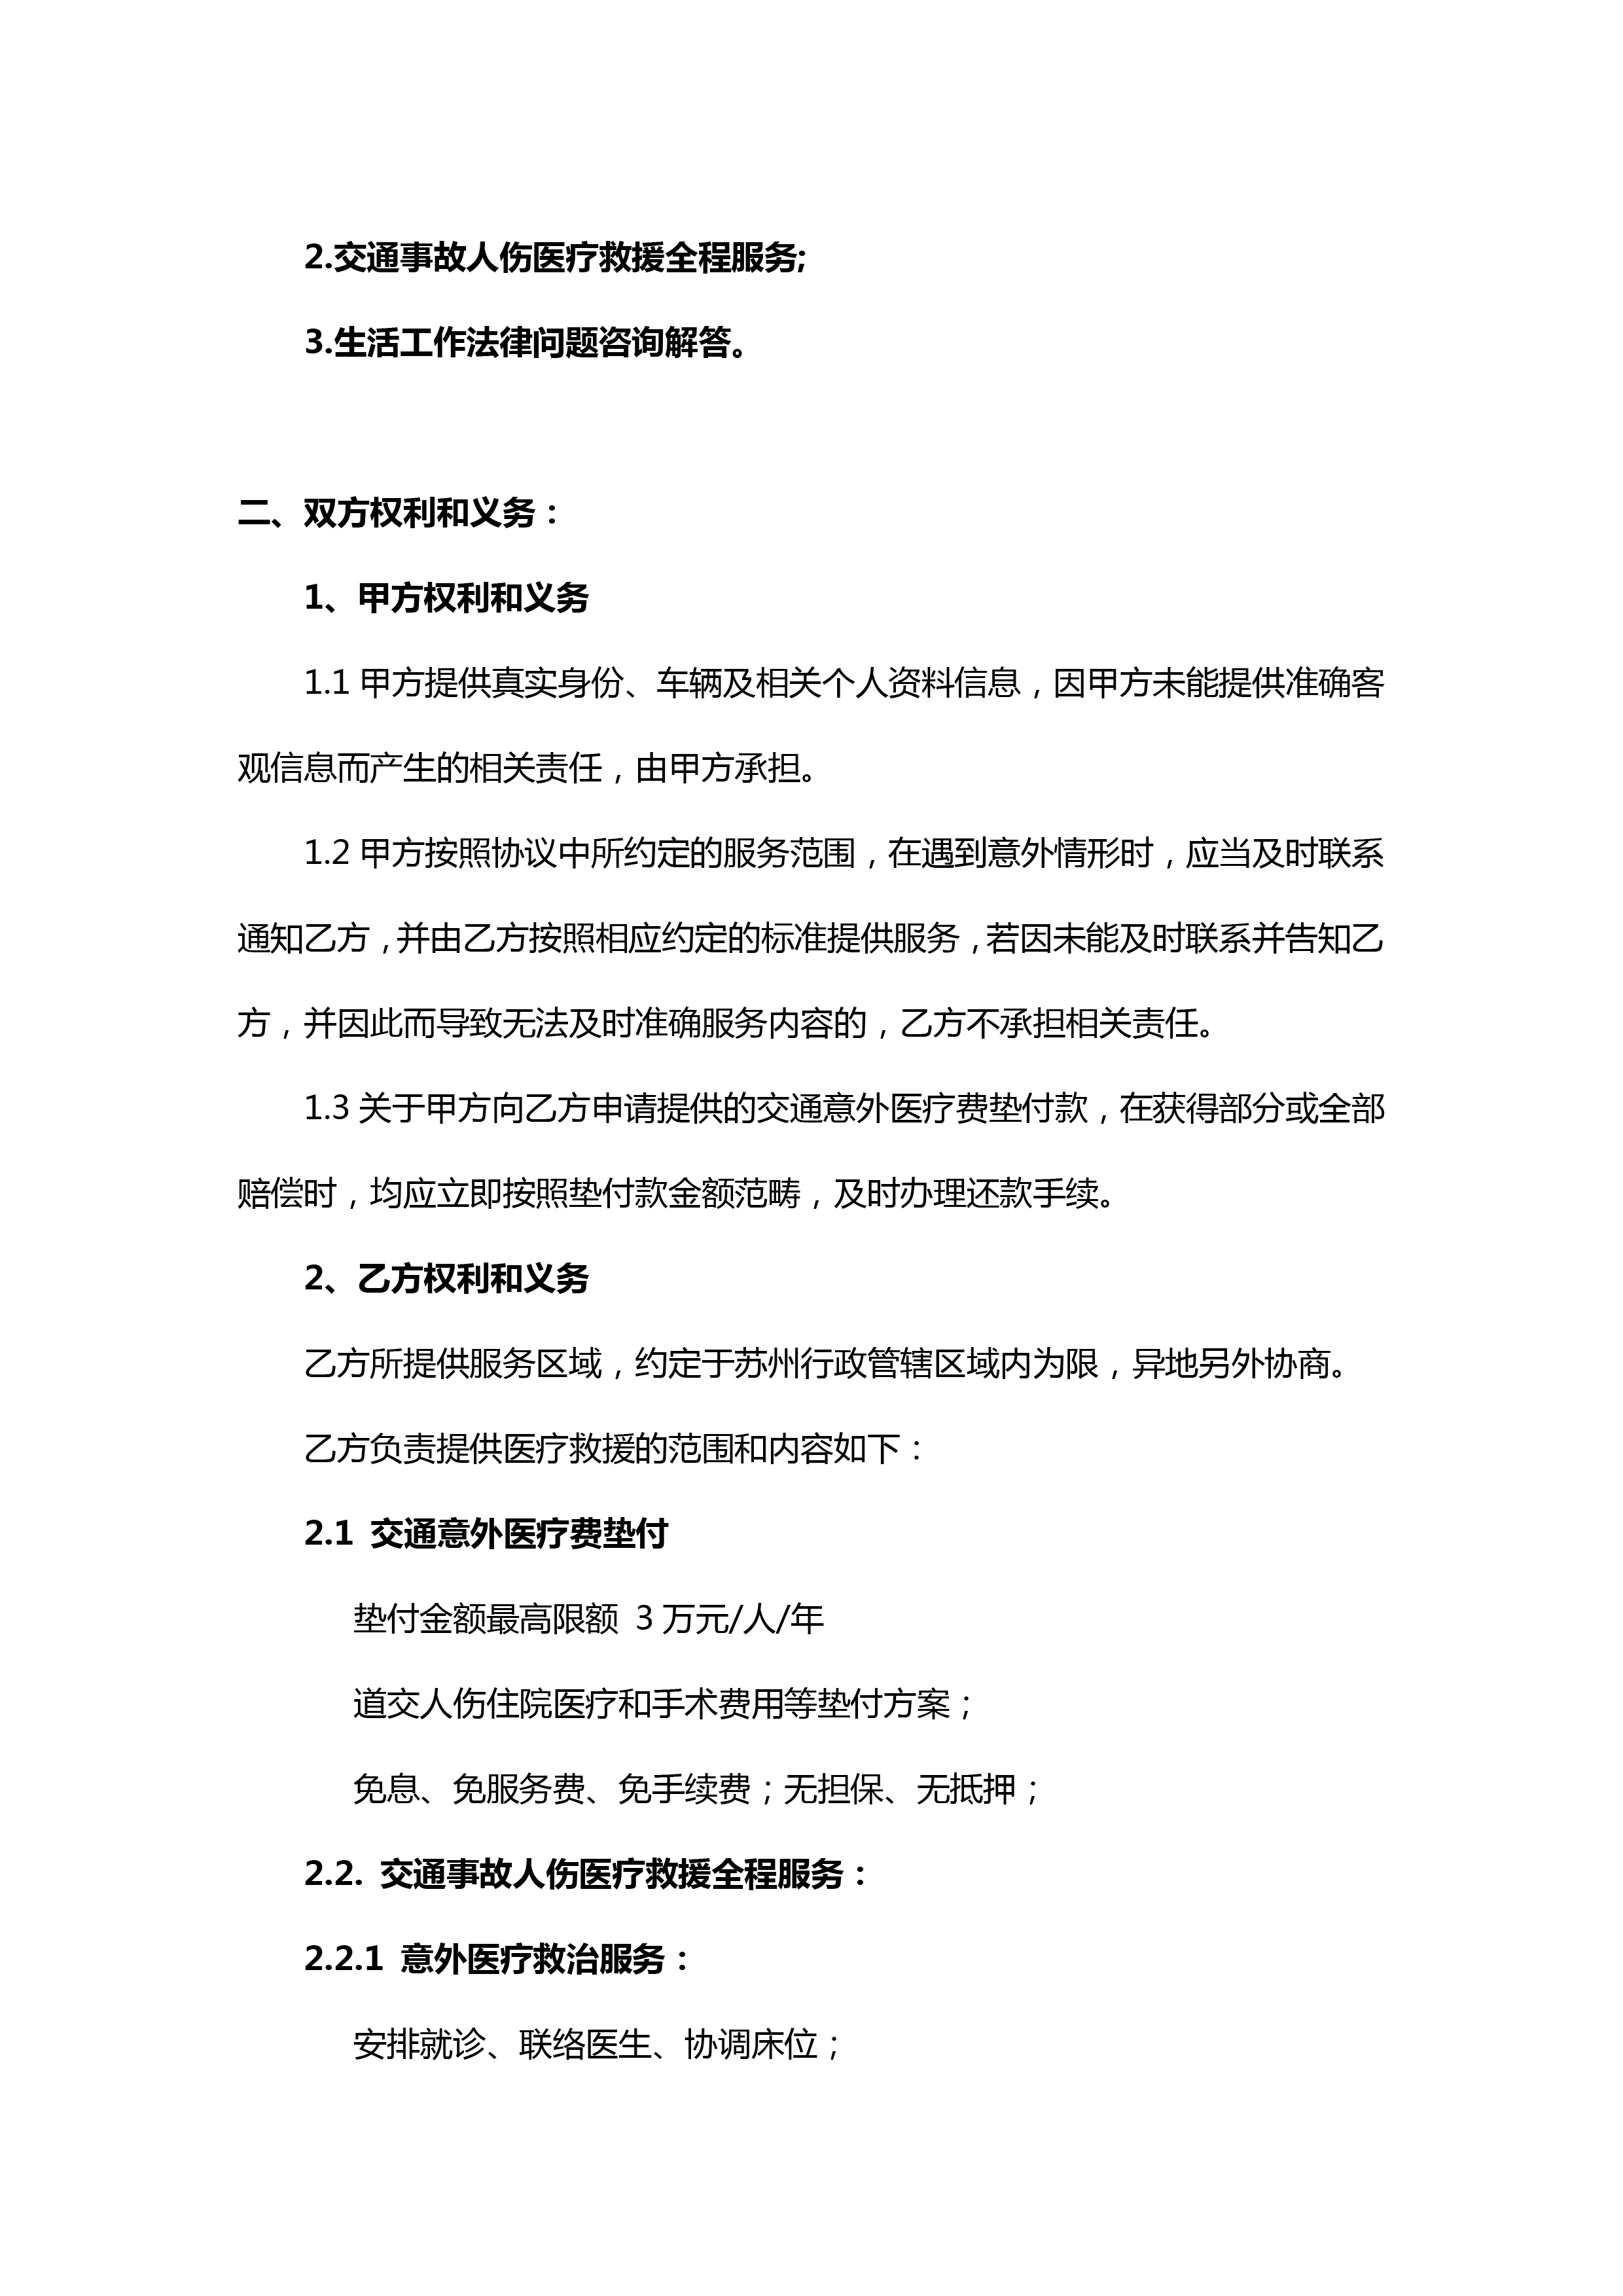 2.交通事故人伤医疗救援全程服务;
3.生活工作法律问题咨询解答。
二、双方权利和义务：
1、甲方权利和义务
1.1 甲方提供真实身份、车辆及相关个人资料信息，因甲方未能提供准确客
观信息而产生的相关责任，由甲方承担。
1.2 甲方按照协议中所约定的服务范围，在遇到意外情形时，应当及时联系
通知乙方，并由乙方按照相应约定的标准提供服务，若因未能及时联系并告知乙
方，并因此而导致无法及时准确服务内容的，乙方不承担相关责任。
1.3 关于甲方向乙方申请提供的交通意外医疗费垫付款，在获得部分或全部
赔偿时，均应立即按照垫付款金额范畴，及时办理还款手续。
2、乙方权利和义务
乙方所提供服务区域，约定于苏州行政管辖区域内为限，异地另外协商。
乙方负责提供医疗救援的范围和内容如下：
2.1 交通意外医疗费垫付
垫付金额最高限额 3 万元/人/年
道交人伤住院医疗和手术费用等垫付方案；
免息、免服务费、免手续费；无担保、无抵押；
2.2. 交通事故人伤医疗救援全程服务：
2.2.1 意外医疗救治服务：
安排就诊、联络医生、协调床位；